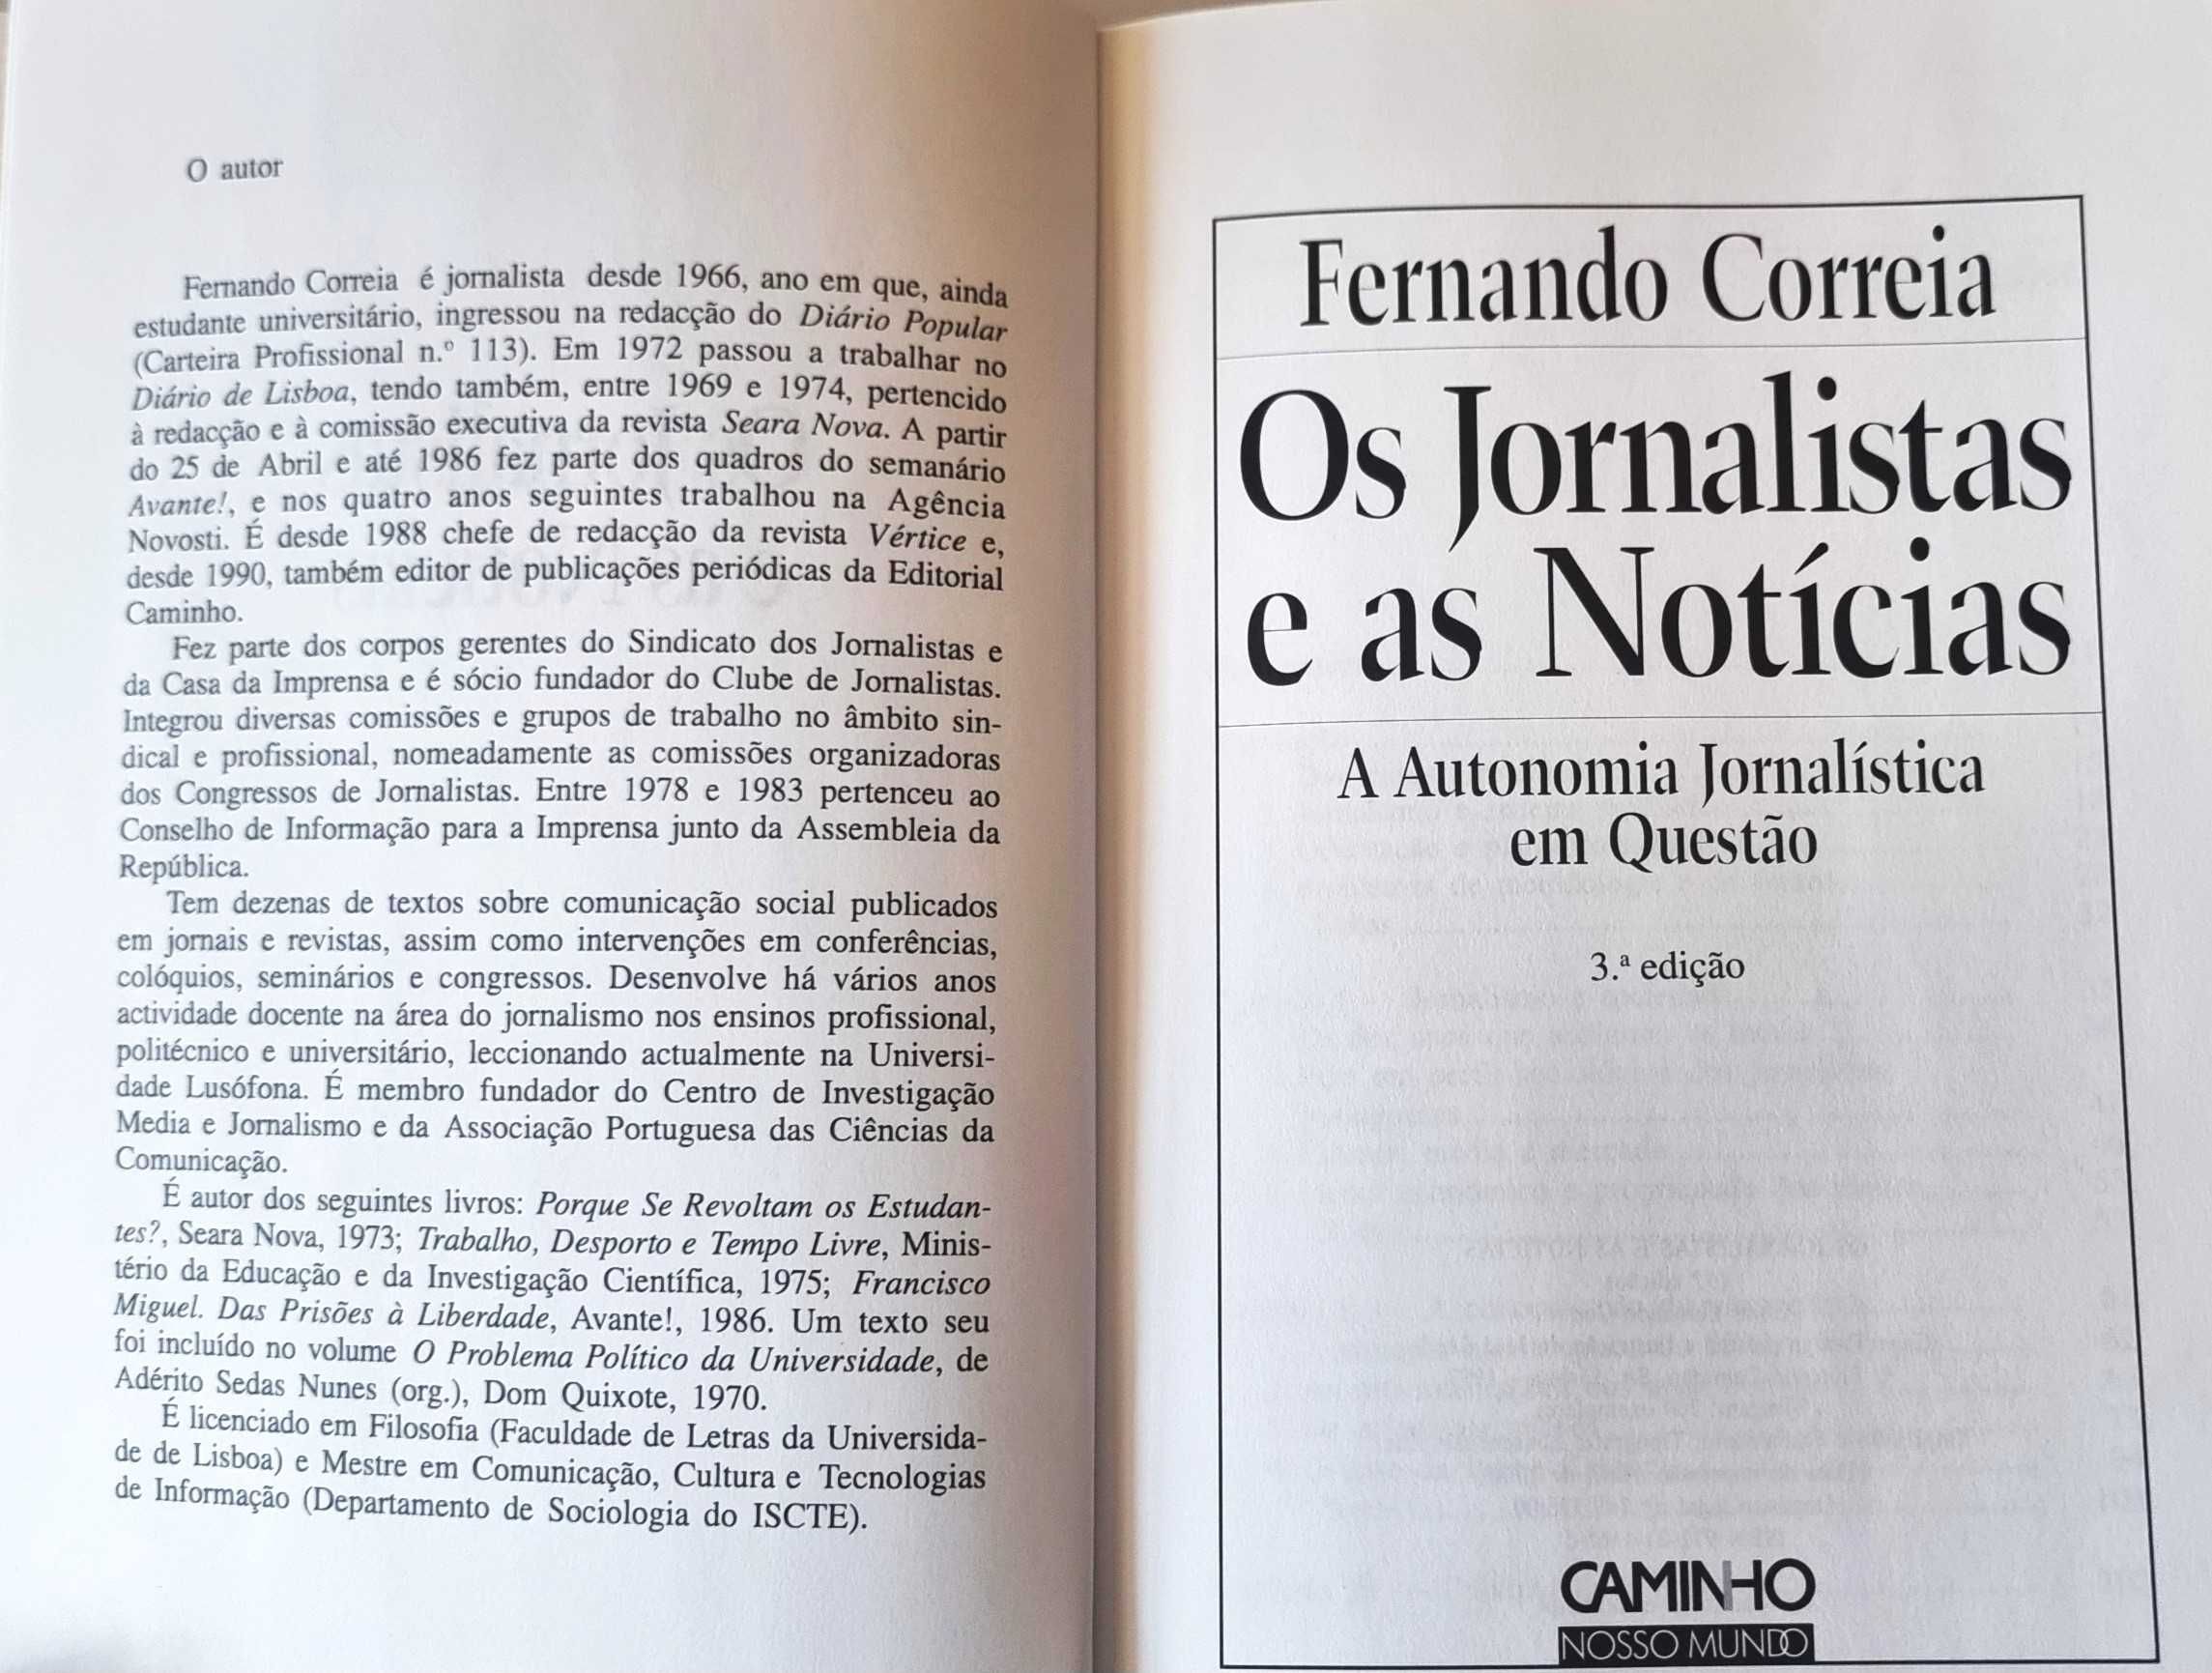 O autor
Fernando Correia é jornalista desde 1966, ano em que, ainda
estudante universitário, ingressou na redacção do Diário Popular
(Carteira Profissional n.º 113). Em 1972 passou a trabalhar no
Diário de Lisboa, tendo também, entre 1969 e 1974, pertencido
à redacção e à comissão executiva da revista Seara Nova. A partir
do 25 de Abril e até 1986 fez parte dos quadros do semanário
Avante!, e nos quatro anos seguintes trabalhou na Agência
Novosti. É desde 1988 chefe de redacção da revista Vértice e,
desde 1990, também editor de publicações periódicas da Editorial
Caminho.
Fez parte dos corpos gerentes do Sindicato dos Jornalistas e
da Casa da Imprensa e é sócio fundador do Clube de Jornalistas.
Integrou diversas comissões e grupos de trabalho no âmbito sin-
dical e profissional, nomeadamente as comissões organizadoras
dos Congressos de Jornalistas. Entre 1978 e 1983 pertenceu ao
Conselho de Informação para a Imprensa junto da Assembleia da
República.
Tem dezenas de textos sobre comunicação social publicados
em jornais e revistas, assim como intervenções em conferências,
colóquios, seminários e congressos. Desenvolve há vários anos
actividade docente na área do jornalismo nos ensinos profissional,
politécnico e universitário, leccionando actualmente na Universi-
dade Lusófona. É membro fundador do Centro de Investigação
Media e Jornalismo e da Associação Portuguesa das Ciências da
Comunicação.
É autor dos seguintes livros: Porque Se Revoltam os Estudan-
tes?, Seara Nova, 1973; Trabalho, Desporto e Tempo Livre, Minis-
tério da Educação e da Investigação Científica, 1975; Francisco
Miguel. Das Prisões à Liberdade, Avante!, 1986. Um texto seu
foi incluído no volume O Problema Político da Universidade, de
Adérito Sedas Nunes (org.), Dom Quixote, 1970.
É licenciado em Filosofia (Faculdade de Letras da Universida-
de de Lisboa) e Mestre em Comunicação, Cultura e Tecnologias
de Informação (Departamento de Sociologia do ISCTE).
Fernando Correia
Os Jornalistas
e as Notícias
A Autonomia Jornalística
em Questão
3.ª edição
CAMINHO
NOSSO MUNDO